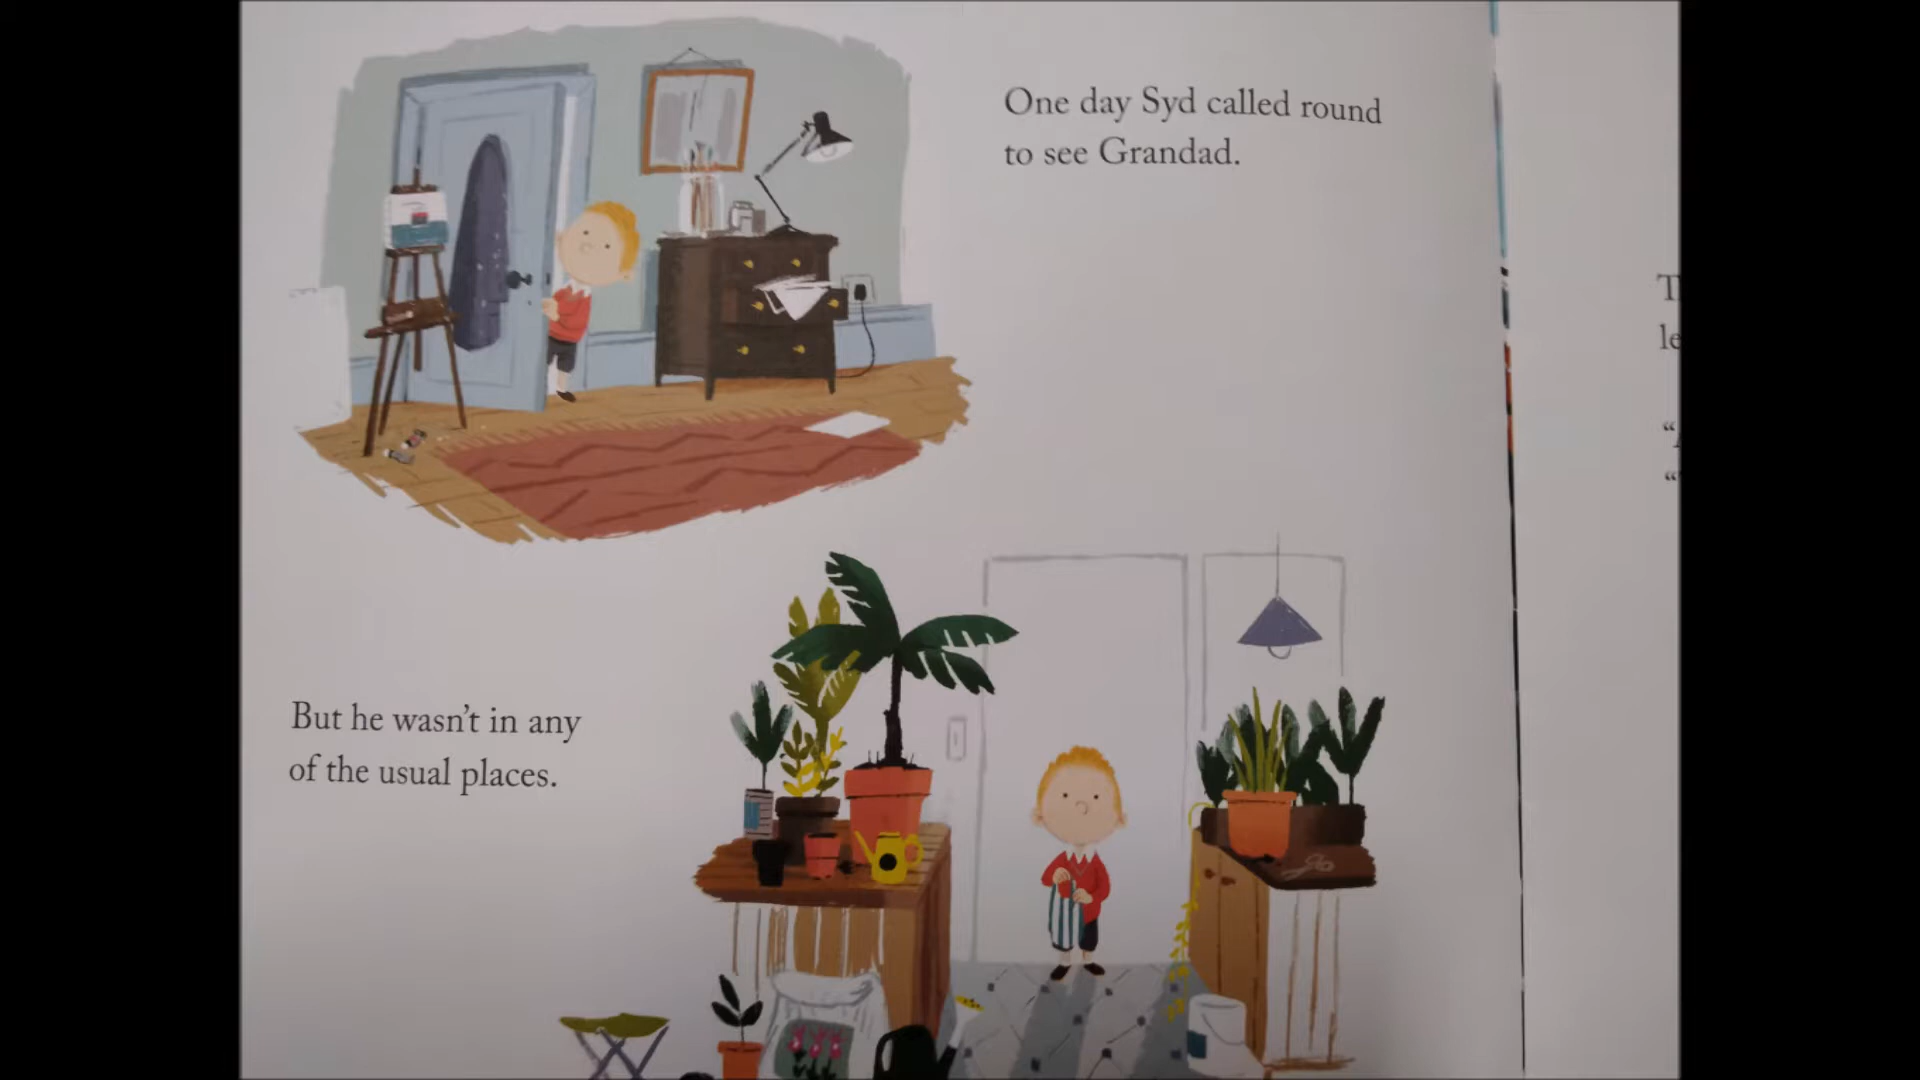 One day Syd called round
to see Grandad.
But he wasn't in any
of the usual places.